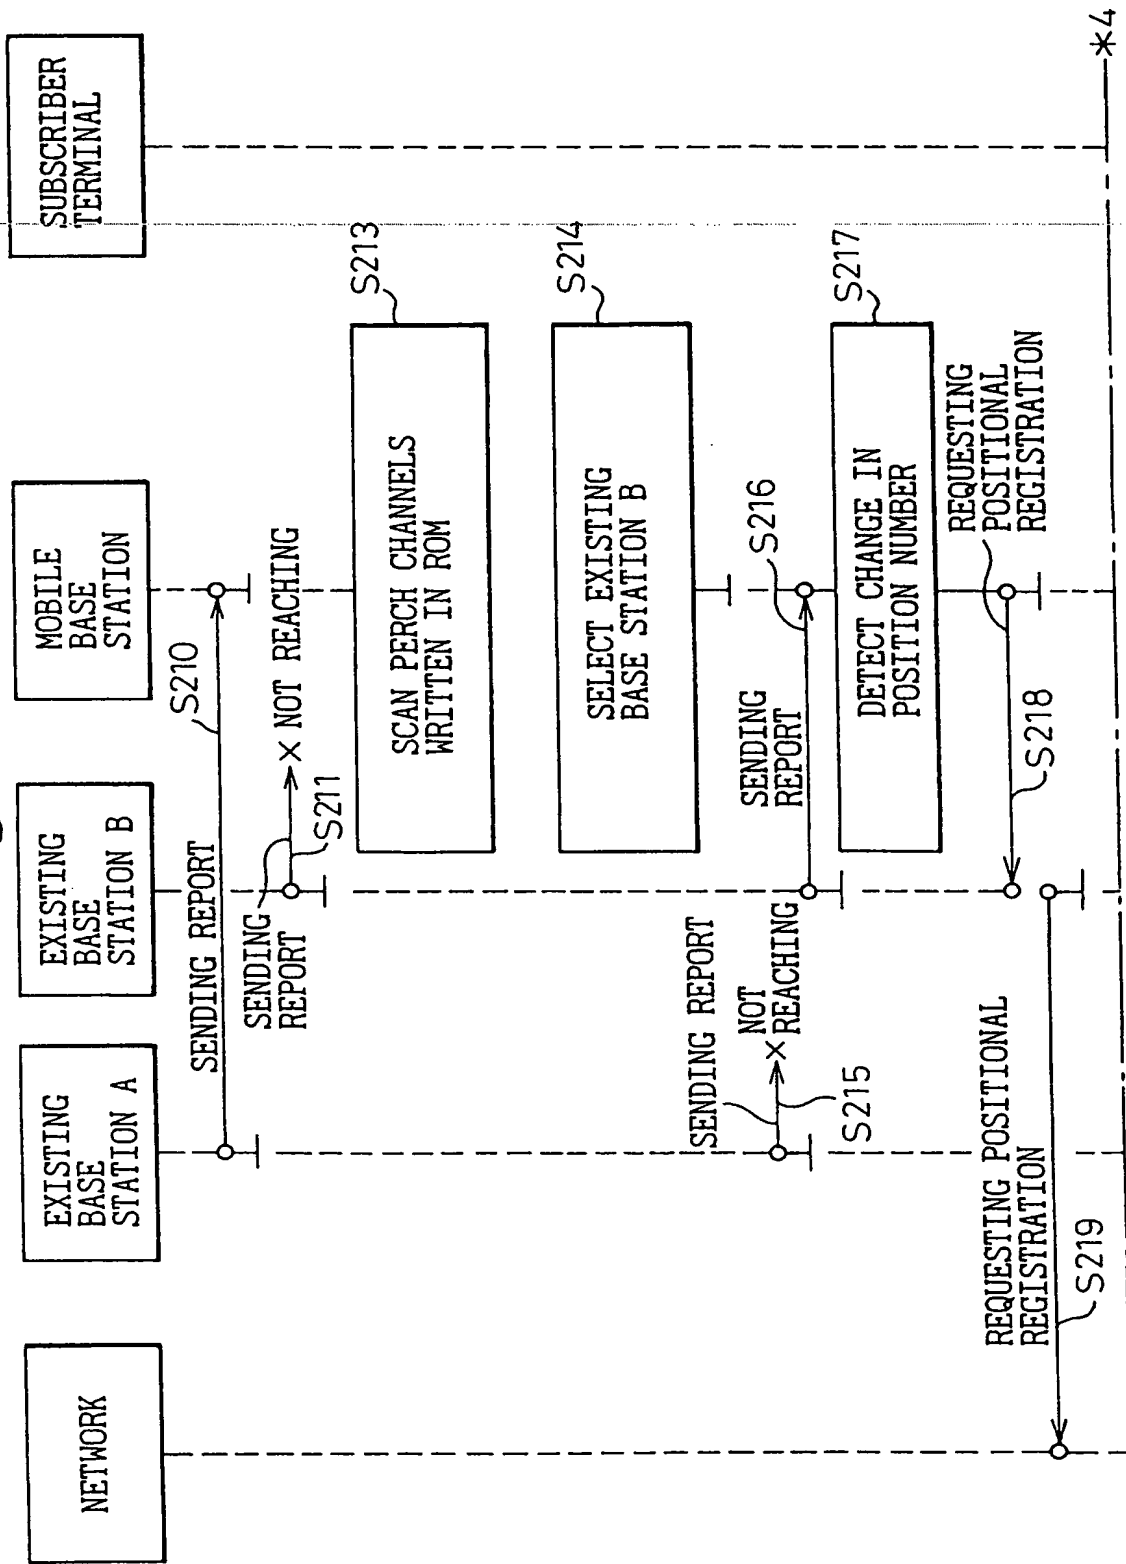 NETWORK
EXISTING
BASE
STATION A
EXISTING
BASE
STATION B
MOBILE
BASE
STATION
SUBSCRIBER
TERMINAL
SENDING REPORT
S210
SENDING
REPORT
S211
× NOT REACHING
SCAN PERCH CHANNELS
WRITTEN IN ROM
S213
SELECT EXISTING
BASE STATION B
S214
SENDING REPORT
S215
× NOT
REACHING
SENDING
REPORT
S216
DETECT CHANGE IN
POSITION NUMBER
S217
REQUESTING
POSITIONAL
REGISTRATION
S218
REQUESTING POSITIONAL
REGISTRATION
S219
*4